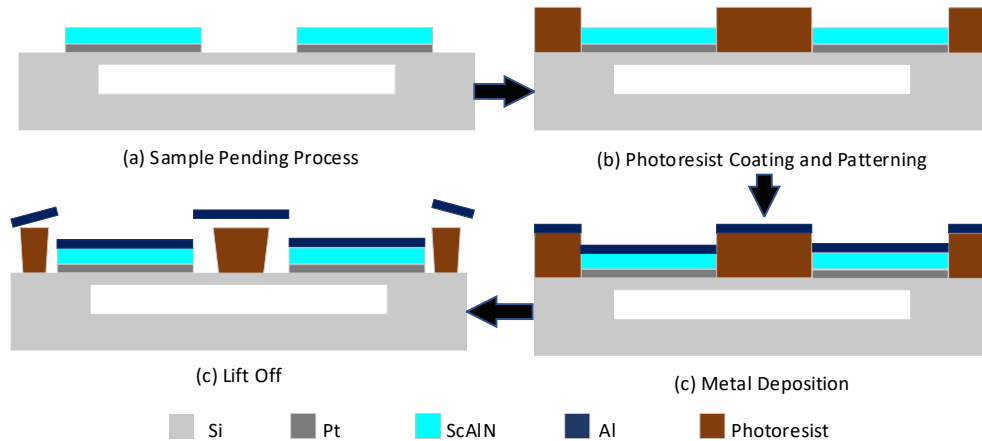 (a) Sample Pending Process
(b) Photoresist Coating and Patterning
(c) Lift Off
(c) Metal Deposition
Si
Pt
ScAlN
Al
Photoresist